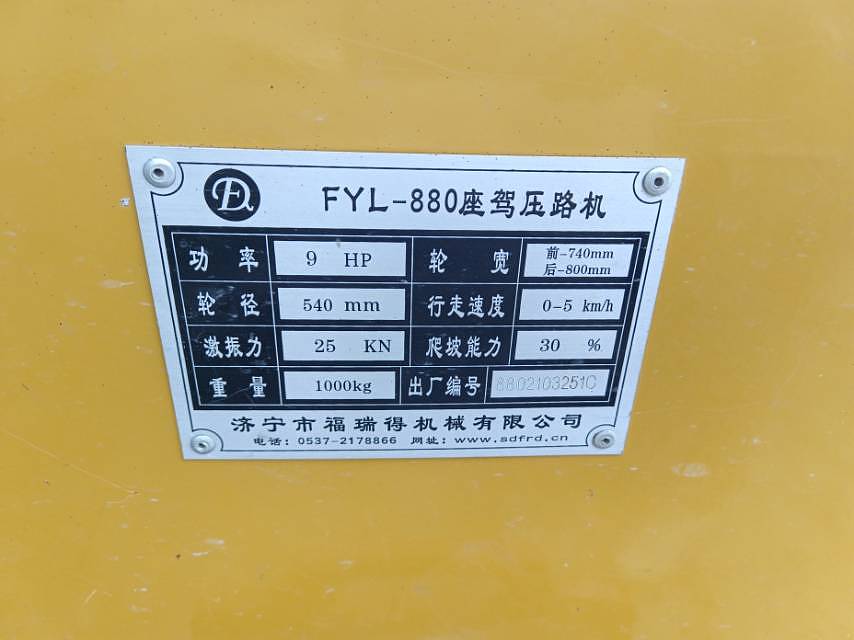 FYL-880座驾压路机
功率 9 HP 轮宽 前-740mm
后-800mm
轮径 540 mm 行走速度 0-5 km/h
激振力 25 KN 爬坡能力 30 %
重量 1000kg 出厂编号 8802103251C
济宁市福瑞得机械有限公司
电话：0537-2178866 网址：www.sdfrd.cn